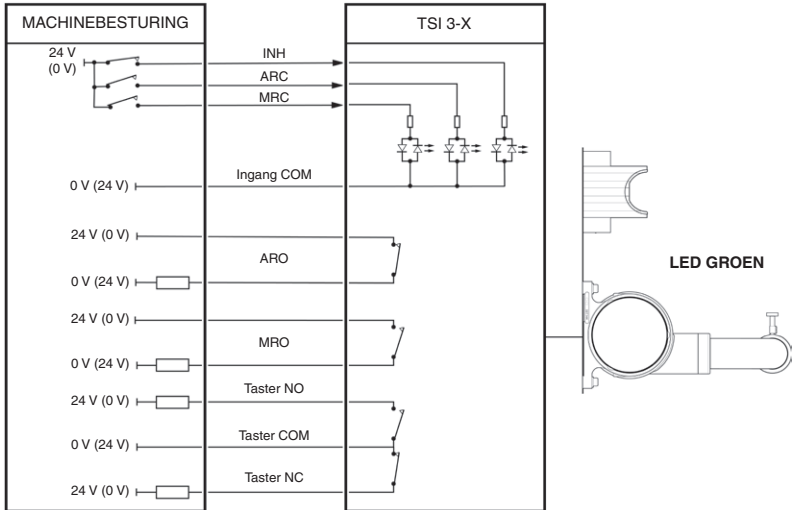 MACHINEBESTURING
TSI 3-X
24 V
(0 V)
INH
ARC
MRC
0 V (24 V)
Ingang COM
24 V (0 V)
ARO
0 V (24 V)
24 V (0 V)
MRO
0 V (24 V)
Taster NO
24 V (0 V)
Taster COM
0 V (24 V)
Taster NC
24 V (0 V)
LED GROEN